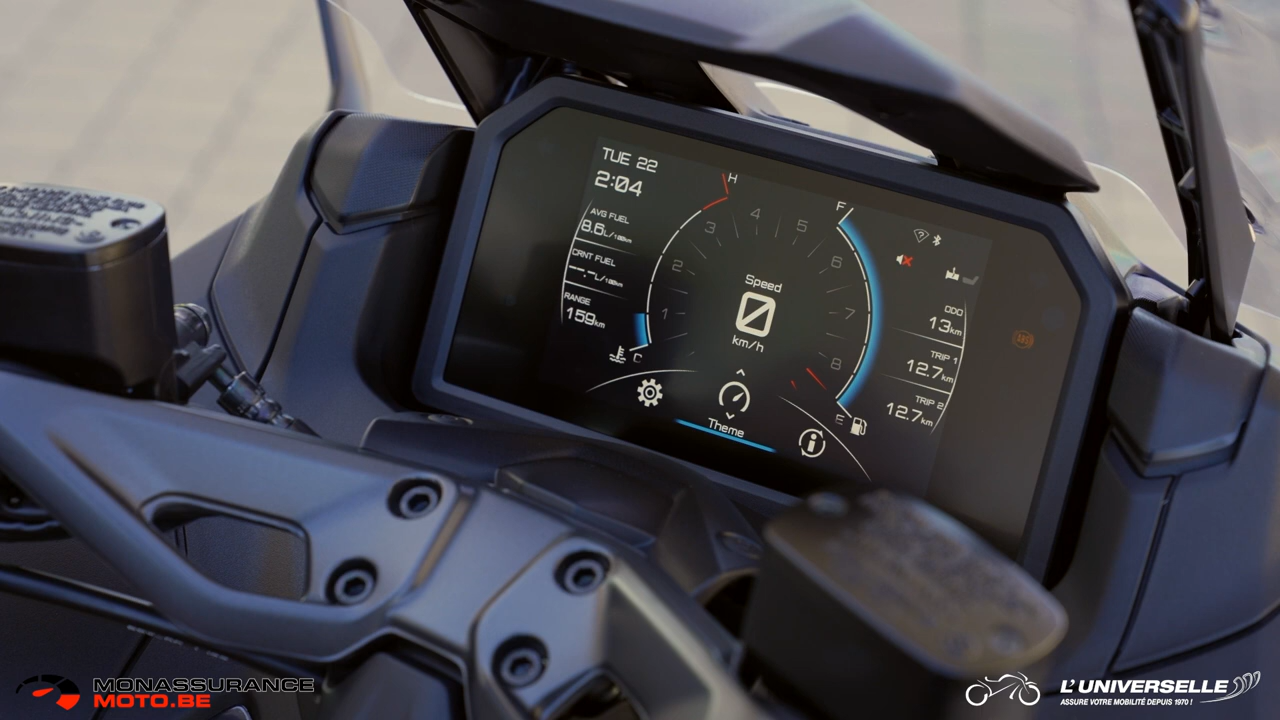 TUE 22
2:04
AVG FUEL
8.6L/100km
CRNT FUEL
--.-L/100km
RANGE
159km
H
C
1
2
3
4
5
6
7
8
F
E
Speed
0
km/h
Theme
ODO
13km
TRIP 1
12.7km
TRIP 2
12.7km
MONASSURANCE
MOTO.BE
L'UNIVERSELLE
ASSURE VOTRE MOBILITÉ DEPUIS 1970 !